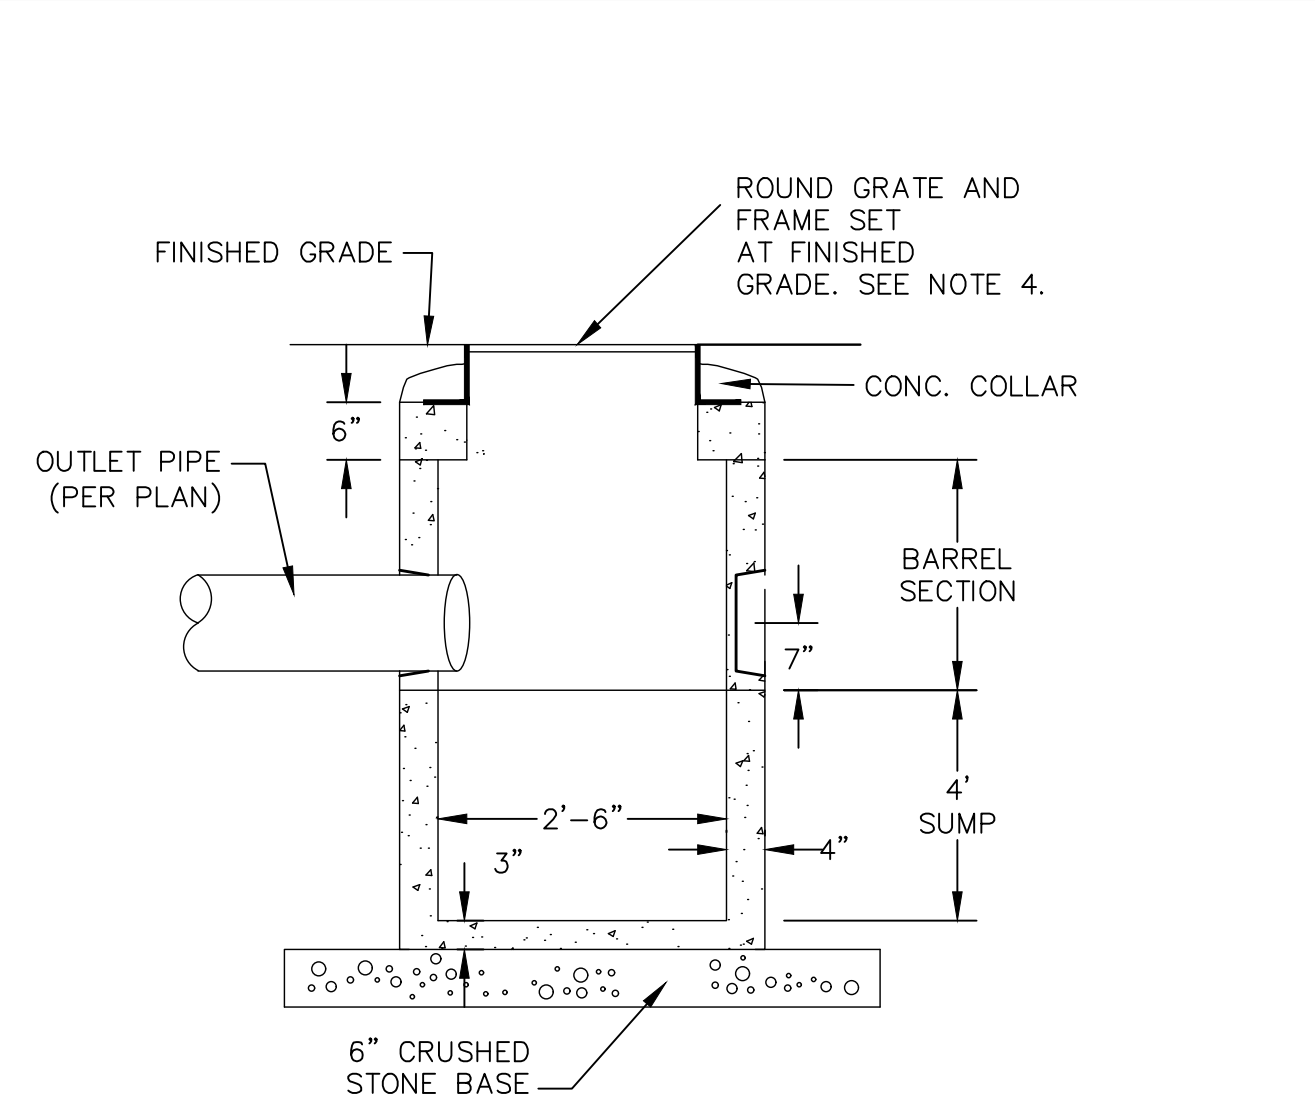 ROUND GRATE AND
FRAME SET
AT FINISHED
GRADE. SEE NOTE 4.
FINISHED GRADE
CONC. COLLAR
6”
OUTLET PIPE
(PER PLAN)
BARREL
SECTION
7”
4’
SUMP
2’-6”
4”
3”
6” CRUSHED
STONE BASE